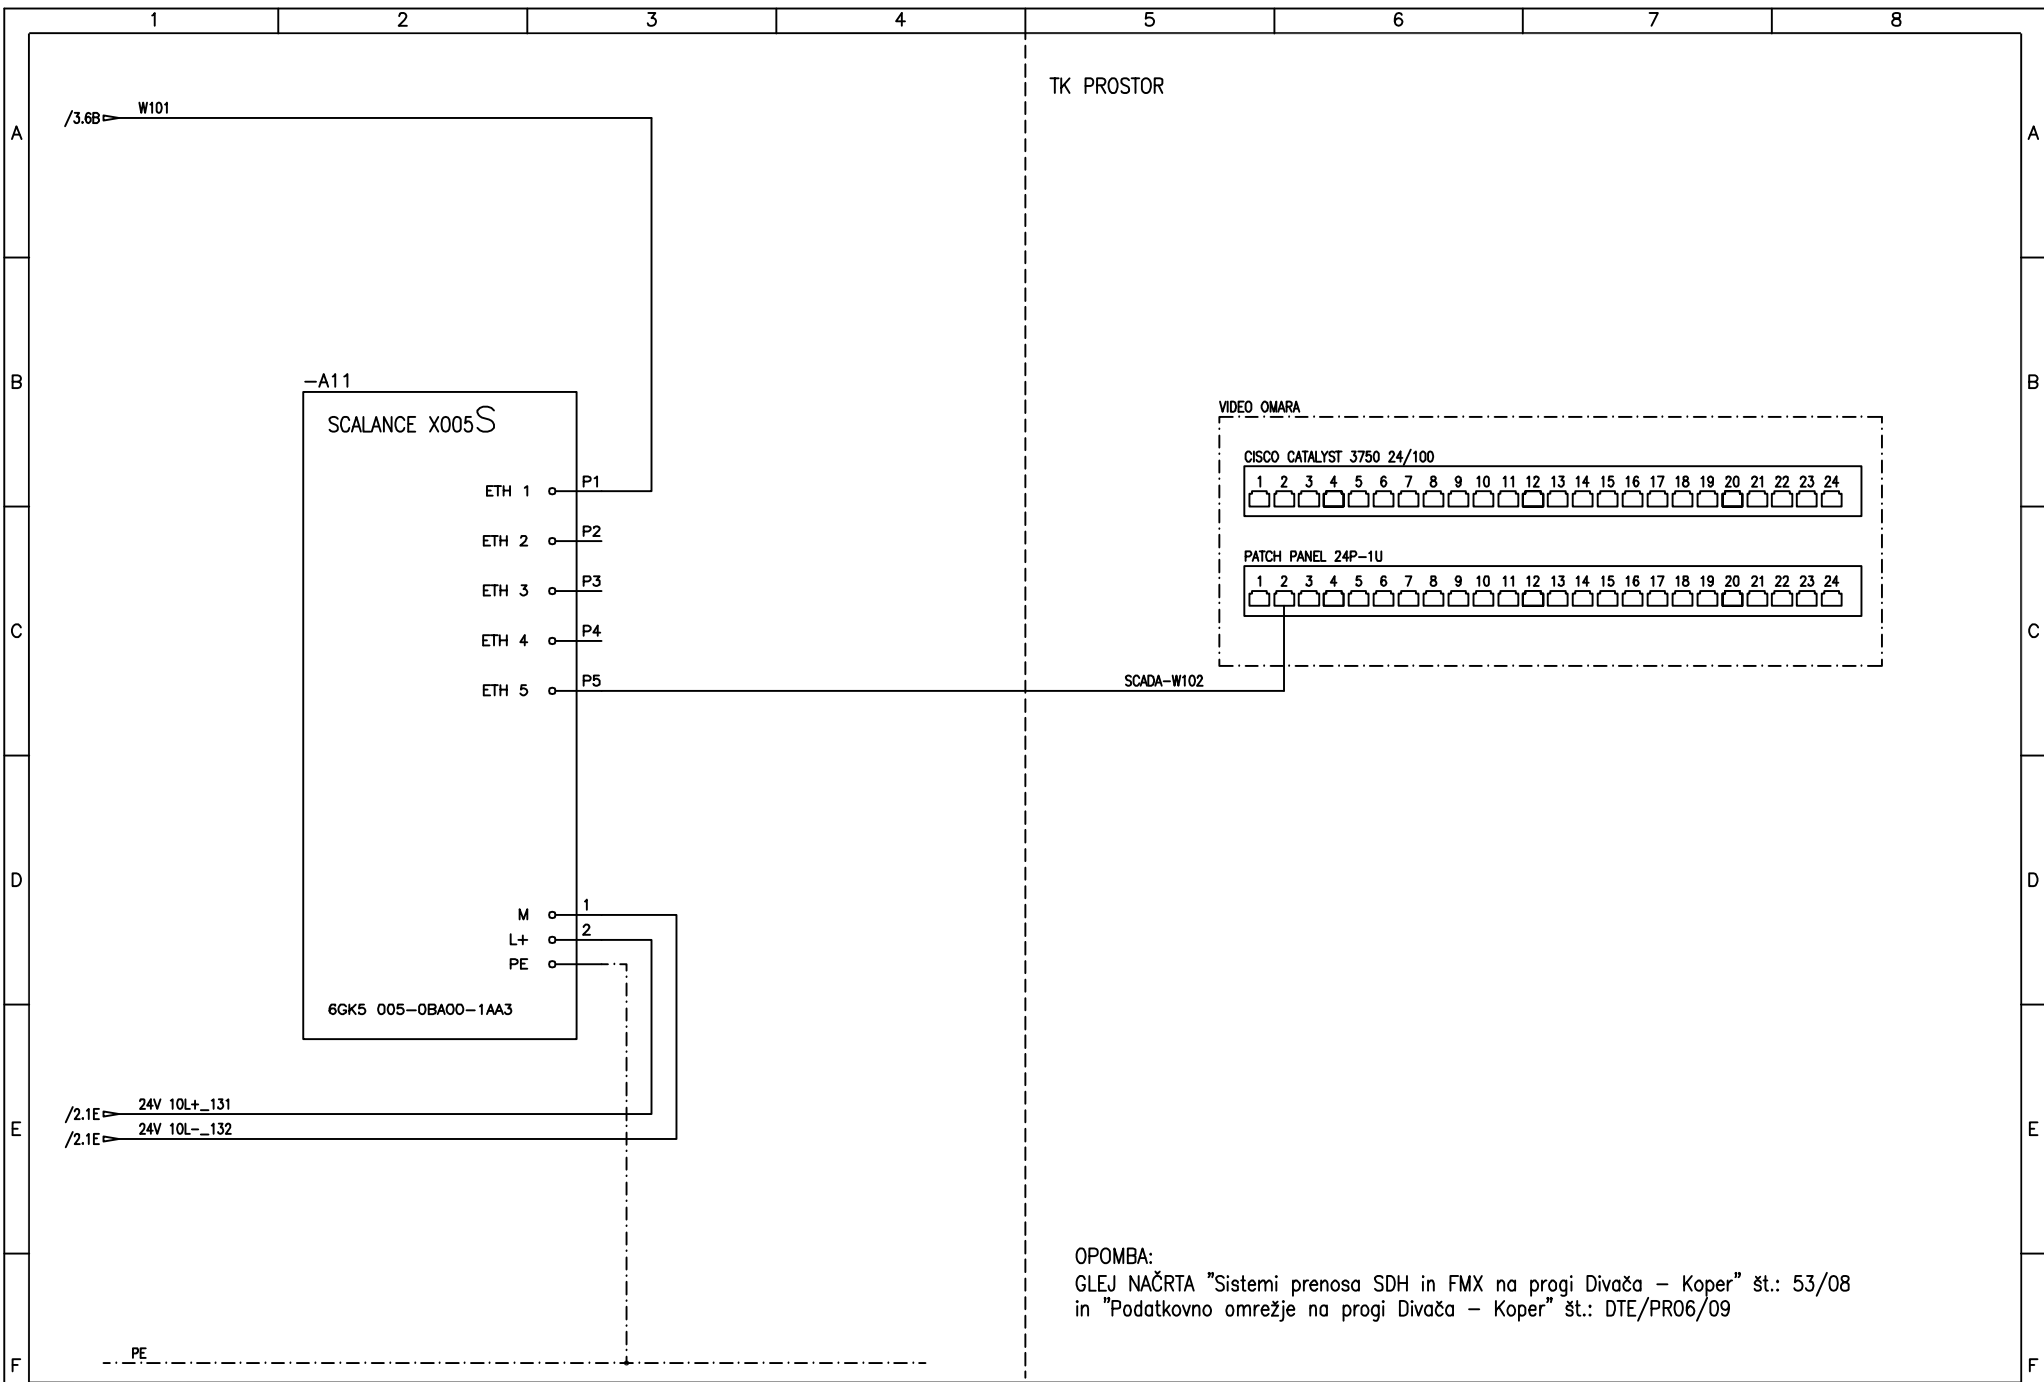 1 2 3 4 5 6 7 8
TK PROSTOR
W101
/3.6B
A A
B B
-A11
SCALANCE X005S
VIDEO OMARA
CISCO CATALYST 3750 24/100
1 2 3 4 5 6 7 8 9 10 11 12 13 14 15 16 17 18 19 20 21 22 23 24
ETH 1 P1
ETH 2 P2
PATCH PANEL 24P-1U
1 2 3 4 5 6 7 8 9 10 11 12 13 14 15 16 17 18 19 20 21 22 23 24
ETH 3 P3
C C
ETH 4 P4
ETH 5 P5
SCADA-W102
D D
M 1
L+ 2
PE
6GK5 005-0BA00-1AA3
/2.1E 24V 10L+_131
/2.1E 24V 10L-_132
E E
OPOMBA:
GLEJ NAČRTA "Sistemi prenosa SDH in FMX na progi Divača – Koper" št.: 53/08
in "Podatkovno omrežje na progi Divača – Koper" št.: DTE/PR06/09
PE
F F